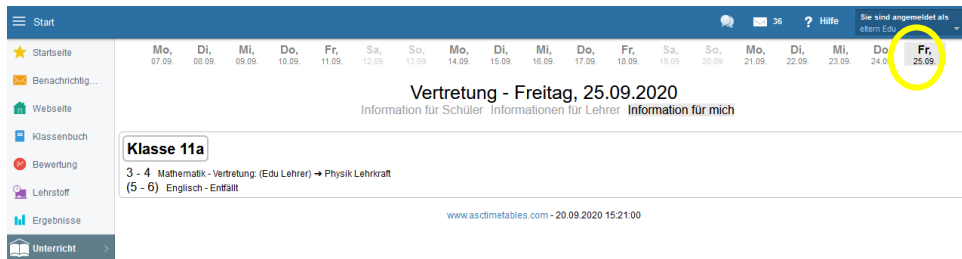 Start
36 ? Hilfe
Sie sind angemeldet als
eltern Edu
Startseite
Benachrichtig...
Webseite
Klassenbuch
Bewertung
Lehrstoff
Ergebnisse
Unterricht
Mo, Di, Mi, Do, Fr, Sa, So, Mo, Di, Mi, Do, Fr, Sa, So, Mo, Di, Mi, Do, Fr,
07.09. 08.09. 09.09. 10.09. 11.09. 12.09. 13.09. 14.09. 15.09. 16.09. 17.09. 18.09. 19.09. 20.09. 21.09. 22.09. 23.09. 24.09. 25.09.
Vertretung - Freitag, 25.09.2020
Information für Schüler Informationen für Lehrer Information für mich
Klasse 11a
3 - 4 Mathematik - Vertretung: (Edu Lehrer) ➔ Physik Lehrkraft
(5 - 6) Englisch - Entfällt
www.asctimetables.com - 20.09.2020 15:21:00